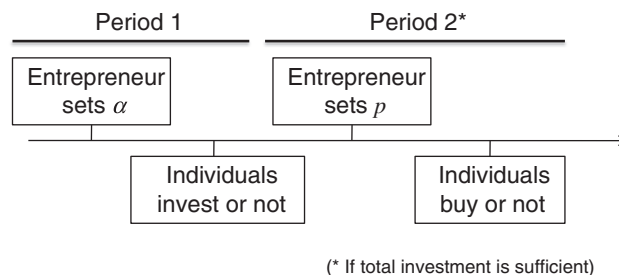 Period 1
Period 2*
Entrepreneur
sets α
Entrepreneur
sets p
Individuals
invest or not
Individuals
buy or not
(* If total investment is sufficient)